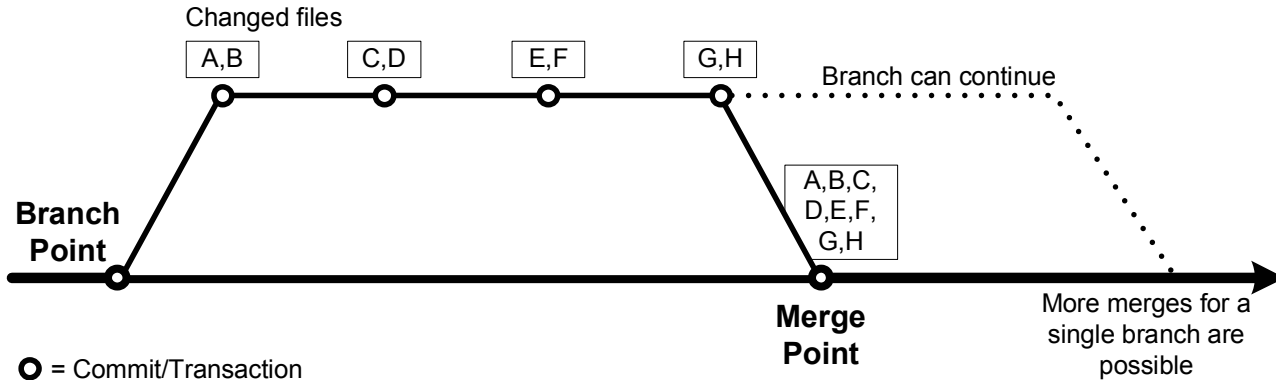 Changed files
A,B
C,D
E,F
G,H
Branch can continue
A,B,C,
D,E,F,
G,H
Branch
Point
Merge
Point
More merges for a
single branch are
possible
= Commit/Transaction